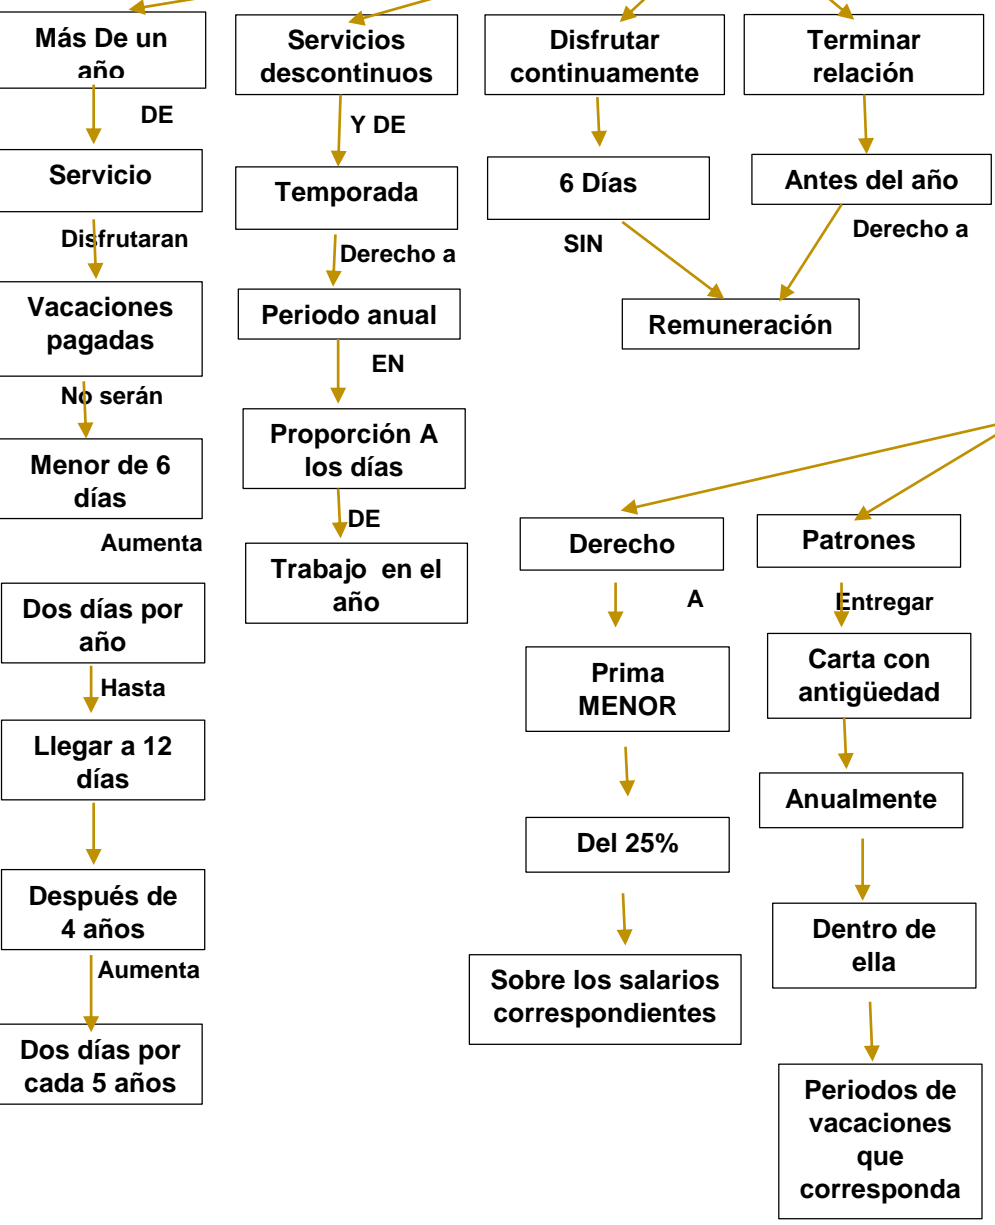 Más De un
año
DE
Servicio
Disfrutaran
Vacaciones
pagadas
No serán
Menor de 6
días
Aumenta
Dos días por
año
Hasta
Llegar a 12
días
Después de
4 años
Aumenta
Dos días por
cada 5 años
Servicios
descontinuos
Y DE
Temporada
Derecho a
Periodo anual
EN
Proporción A
los días
DE
Trabajo en el
año
Disfrutar
continuamente
6 Días
SIN
Terminar
relación
Antes del año
Derecho a
Remuneración
Derecho
A
Prima
MENOR
Del 25%
Sobre los salarios
correspondientes
Patrones
Entregar
Carta con
antigüedad
Anualmente
Dentro de
ella
Periodos de
vacaciones
que
corresponda